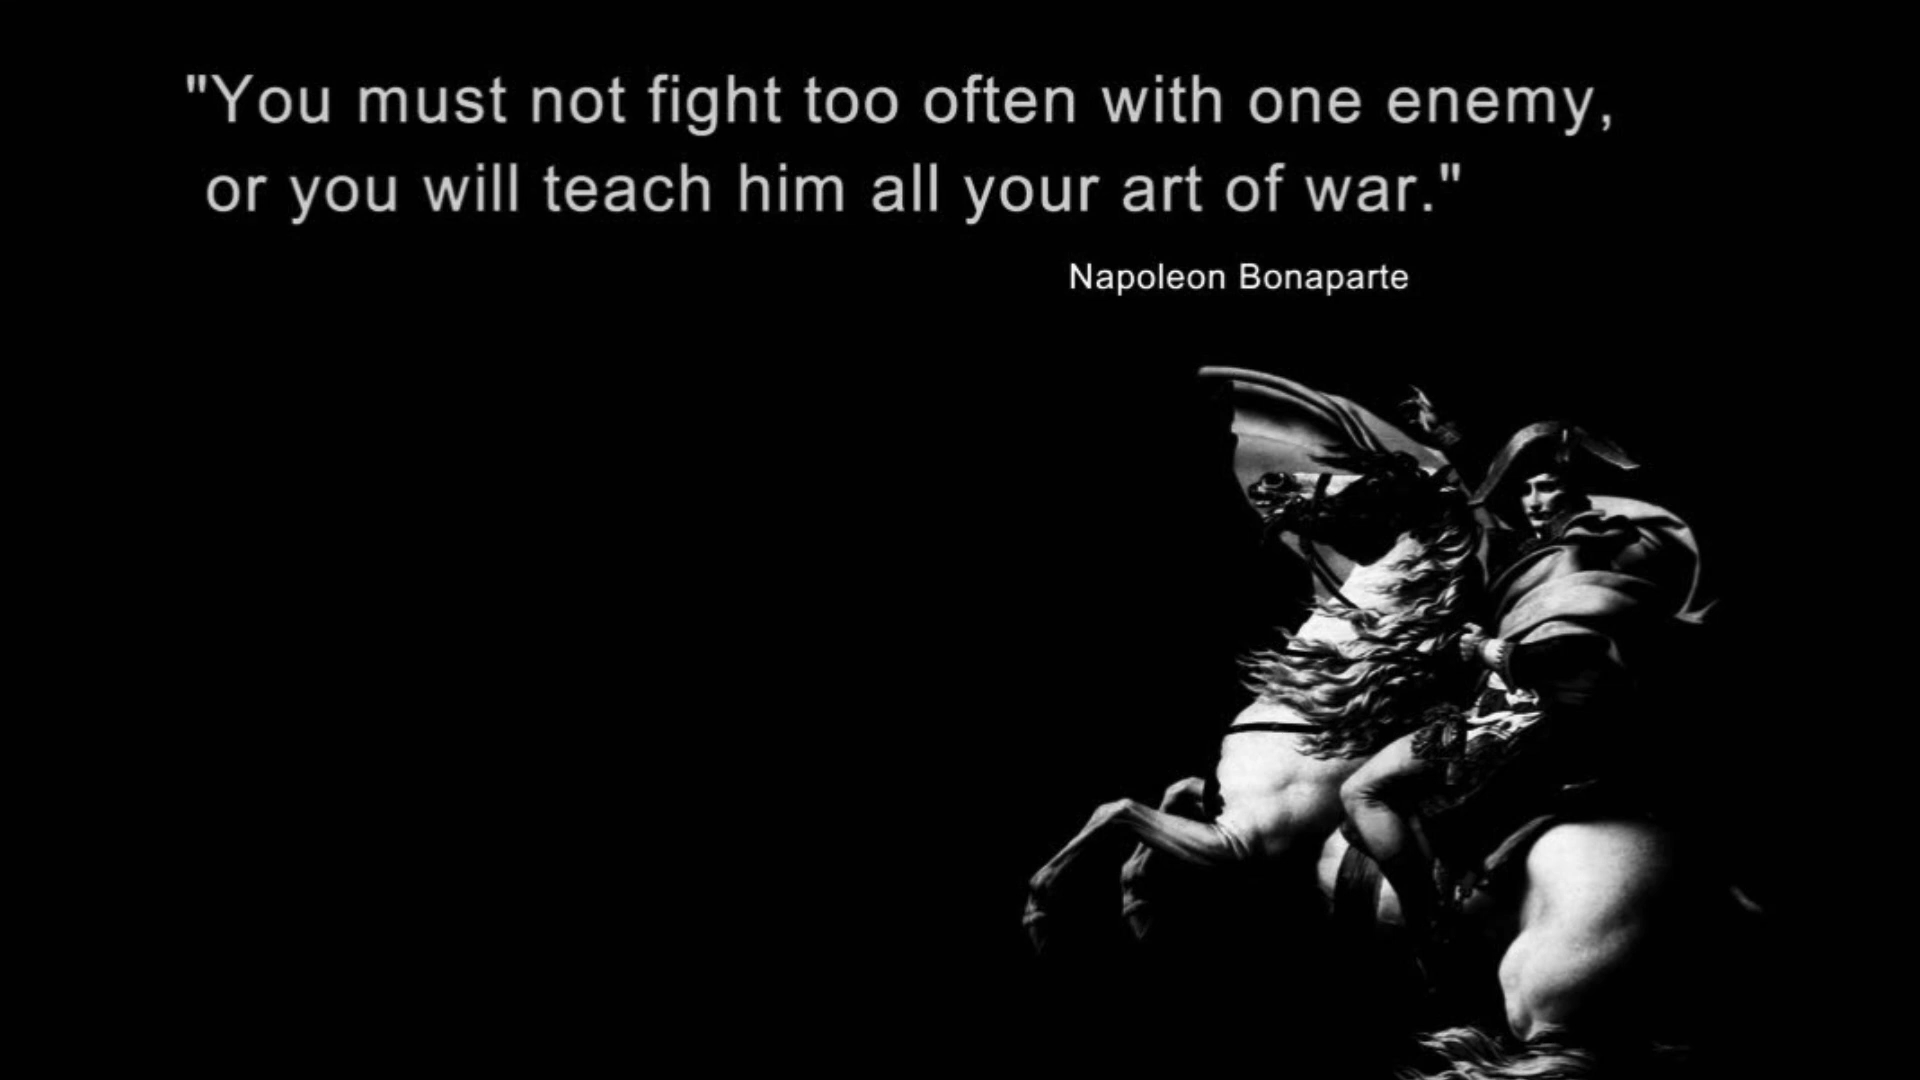 "You must not fight too often with one enemy,
or you will teach him all your art of war."
Napoleon Bonaparte